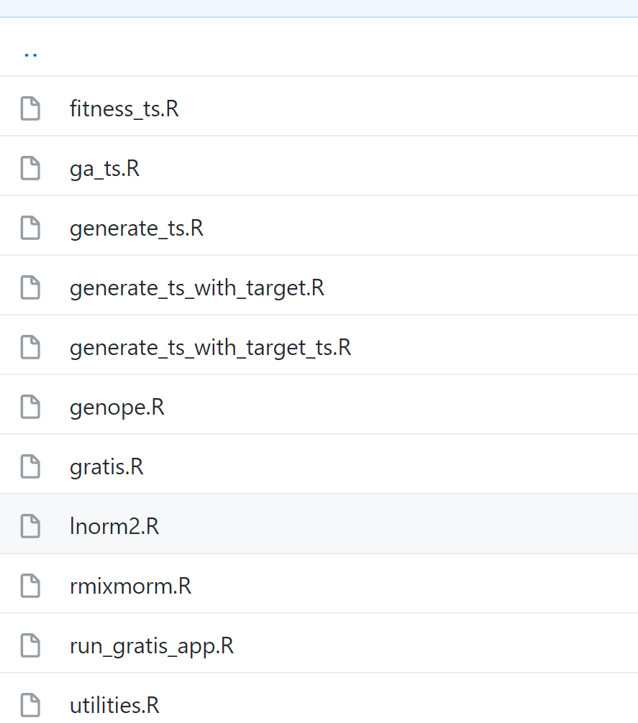 ..
fitness_ts.R
ga_ts.R
generate_ts.R
generate_ts_with_target.R
generate_ts_with_target_ts.R
genope.R
gratis.R
lnorm2.R
rmixmorm.R
run_gratis_app.R
utilities.R